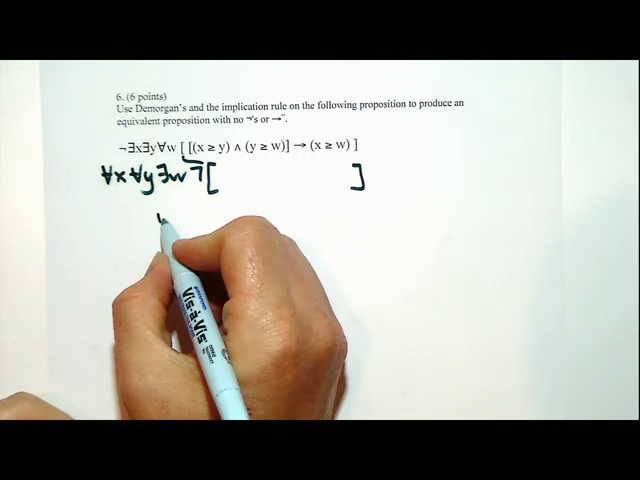 6. (6 points)
Use Demorgan's and the implication rule on the following proposition to produce an
equivalent proposition with no ¬'s or →'s.
¬∃x∃y∀w [ [(x ≥ y) ∧ (y ≥ w)] → (x ≥ w) ]
∀x ∀y ∃w ¬[ ]
Vis-à-Vis